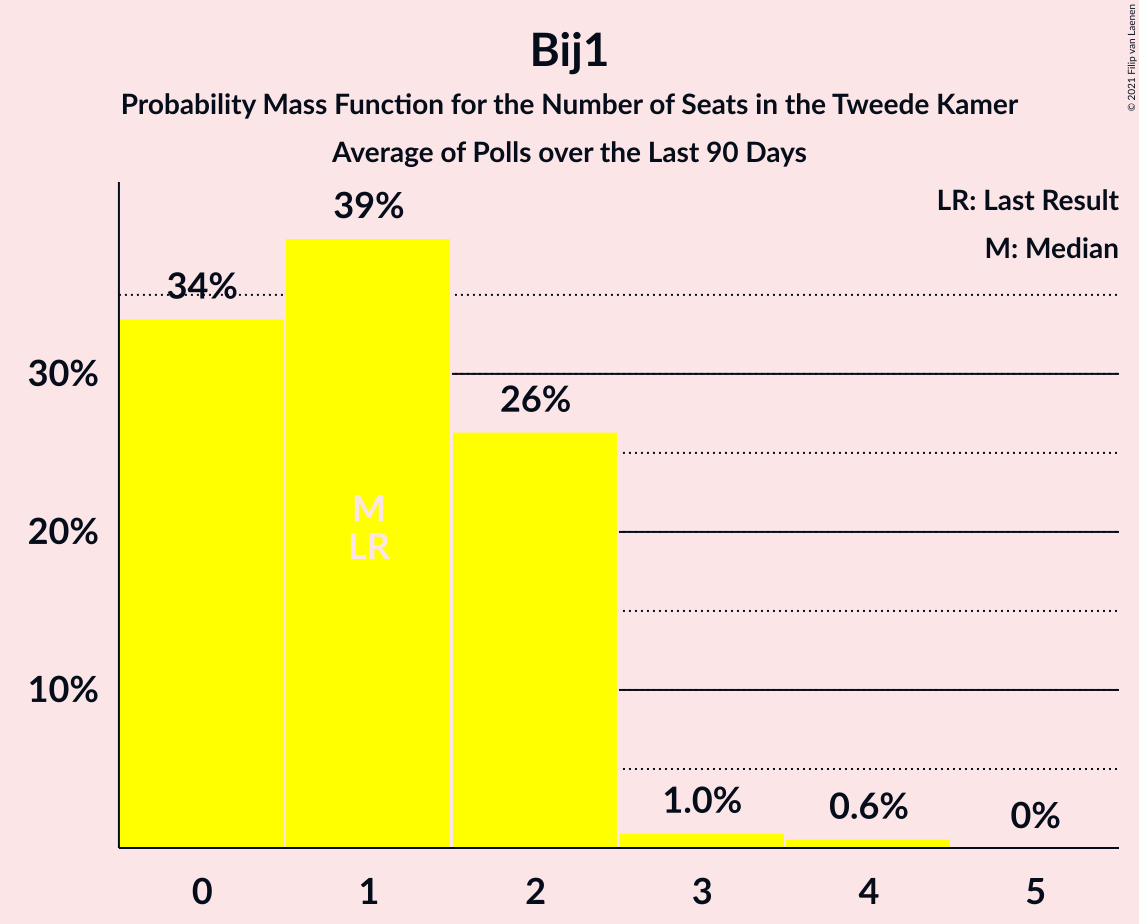 Bij1
Probability Mass Function for the Number of Seats in the Tweede Kamer
Average of Polls over the Last 90 Days
© 2021 Filip van Laenen
LR: Last Result
M: Median
39%
34%
30%
26%
M
LR
20%
10%
1.0%
0.6%
0%
0 1 2 3 4 5